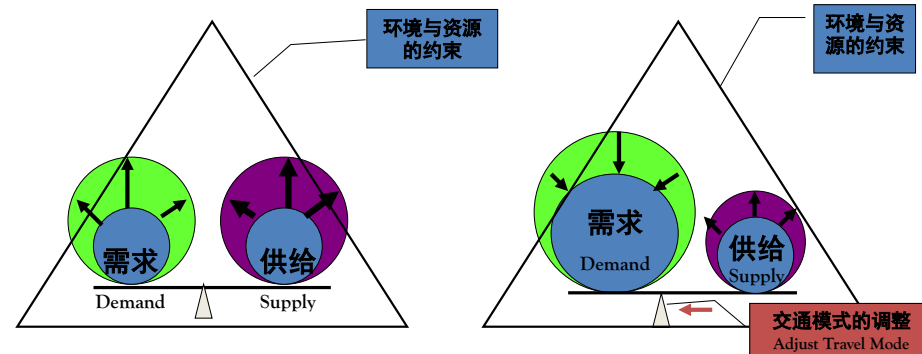 环境与资源
的约束
需求
供给
Demand
Supply
环境与资
源的约束
需求
Demand
供给
Supply
交通模式的调整
Adjust Travel Mode